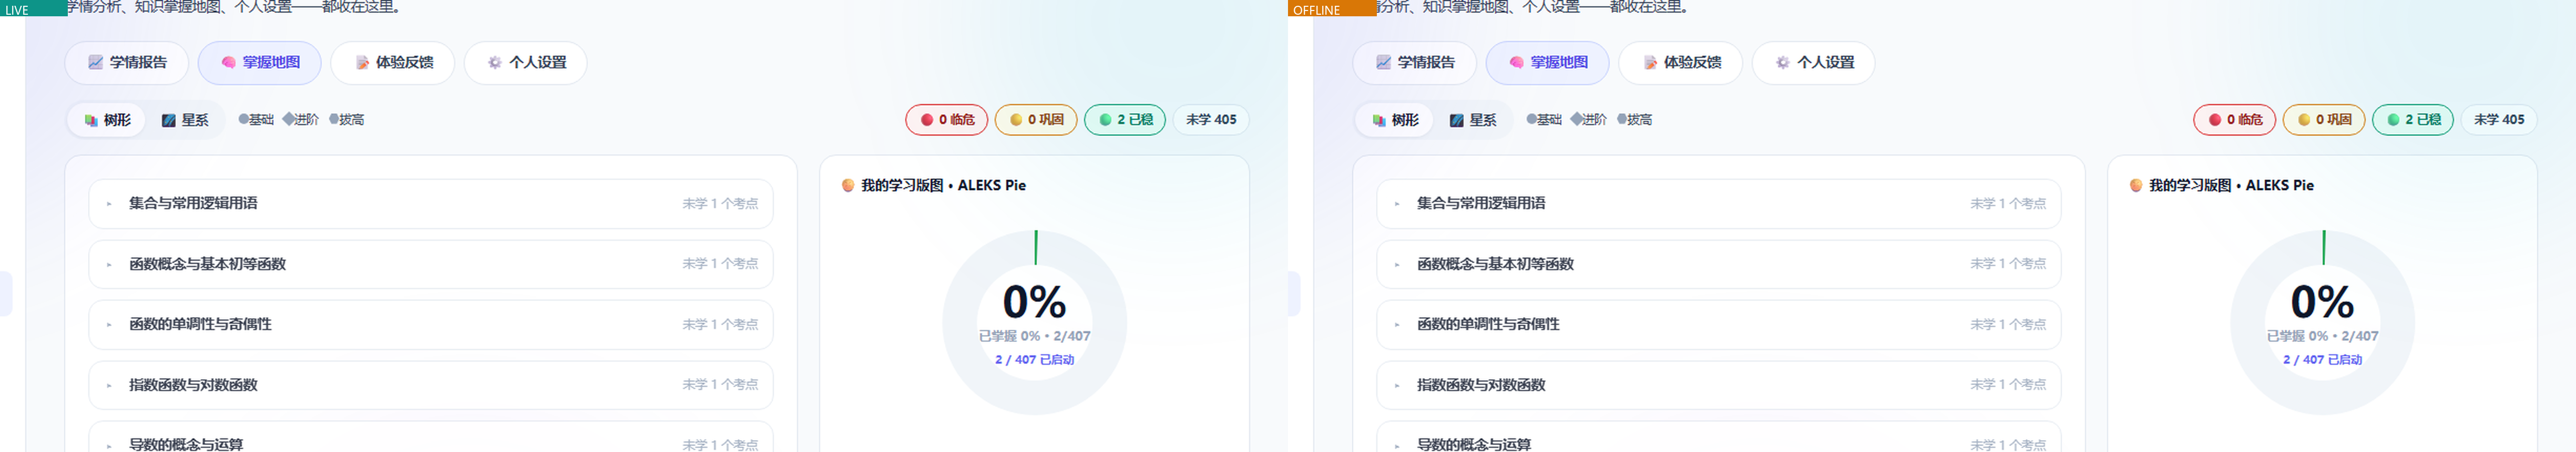 LIVE
学情分析、知识掌握地图、个人设置——都收在这里。
学情报告 掌握地图 体验反馈 个人设置
树形 星系 基础 进阶 拔高
0 临危 0 巩固 2 已稳 未学 405
集合与常用逻辑用语 未学 1 个考点
函数概念与基本初等函数 未学 1 个考点
函数的单调性与奇偶性 未学 1 个考点
指数函数与对数函数 未学 1 个考点
导数的概念与运算 未学 1 个考点
我的学习版图 • ALEKS Pie
0%
已掌握 0% • 2/407
2 / 407 已启动
OFFLINE
情分析、知识掌握地图、个人设置——都收在这里。
学情报告 掌握地图 体验反馈 个人设置
树形 星系 基础 进阶 拔高
0 临危 0 巩固 2 已稳 未学 405
集合与常用逻辑用语 未学 1 个考点
函数概念与基本初等函数 未学 1 个考点
函数的单调性与奇偶性 未学 1 个考点
指数函数与对数函数 未学 1 个考点
导数的概念与运算 未学 1 个考点
我的学习版图 • ALEKS Pie
0%
已掌握 0% • 2/407
2 / 407 已启动